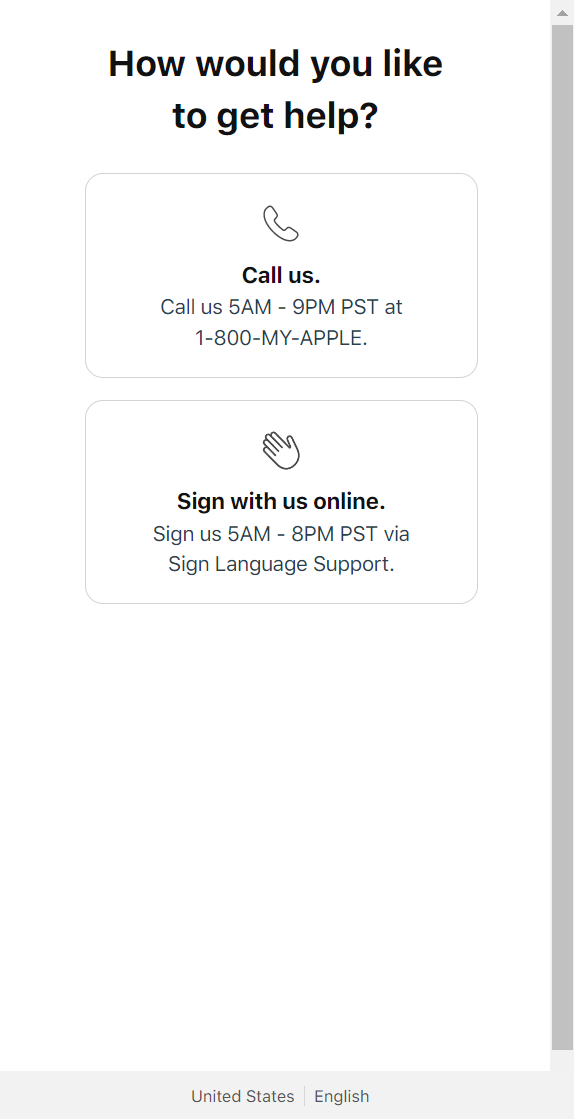 How would you like
to get help?
Call us.
Call us 5AM - 9PM PST at
1-800-MY-APPLE.
Sign with us online.
Sign us 5AM - 8PM PST via
Sign Language Support.
United States | English